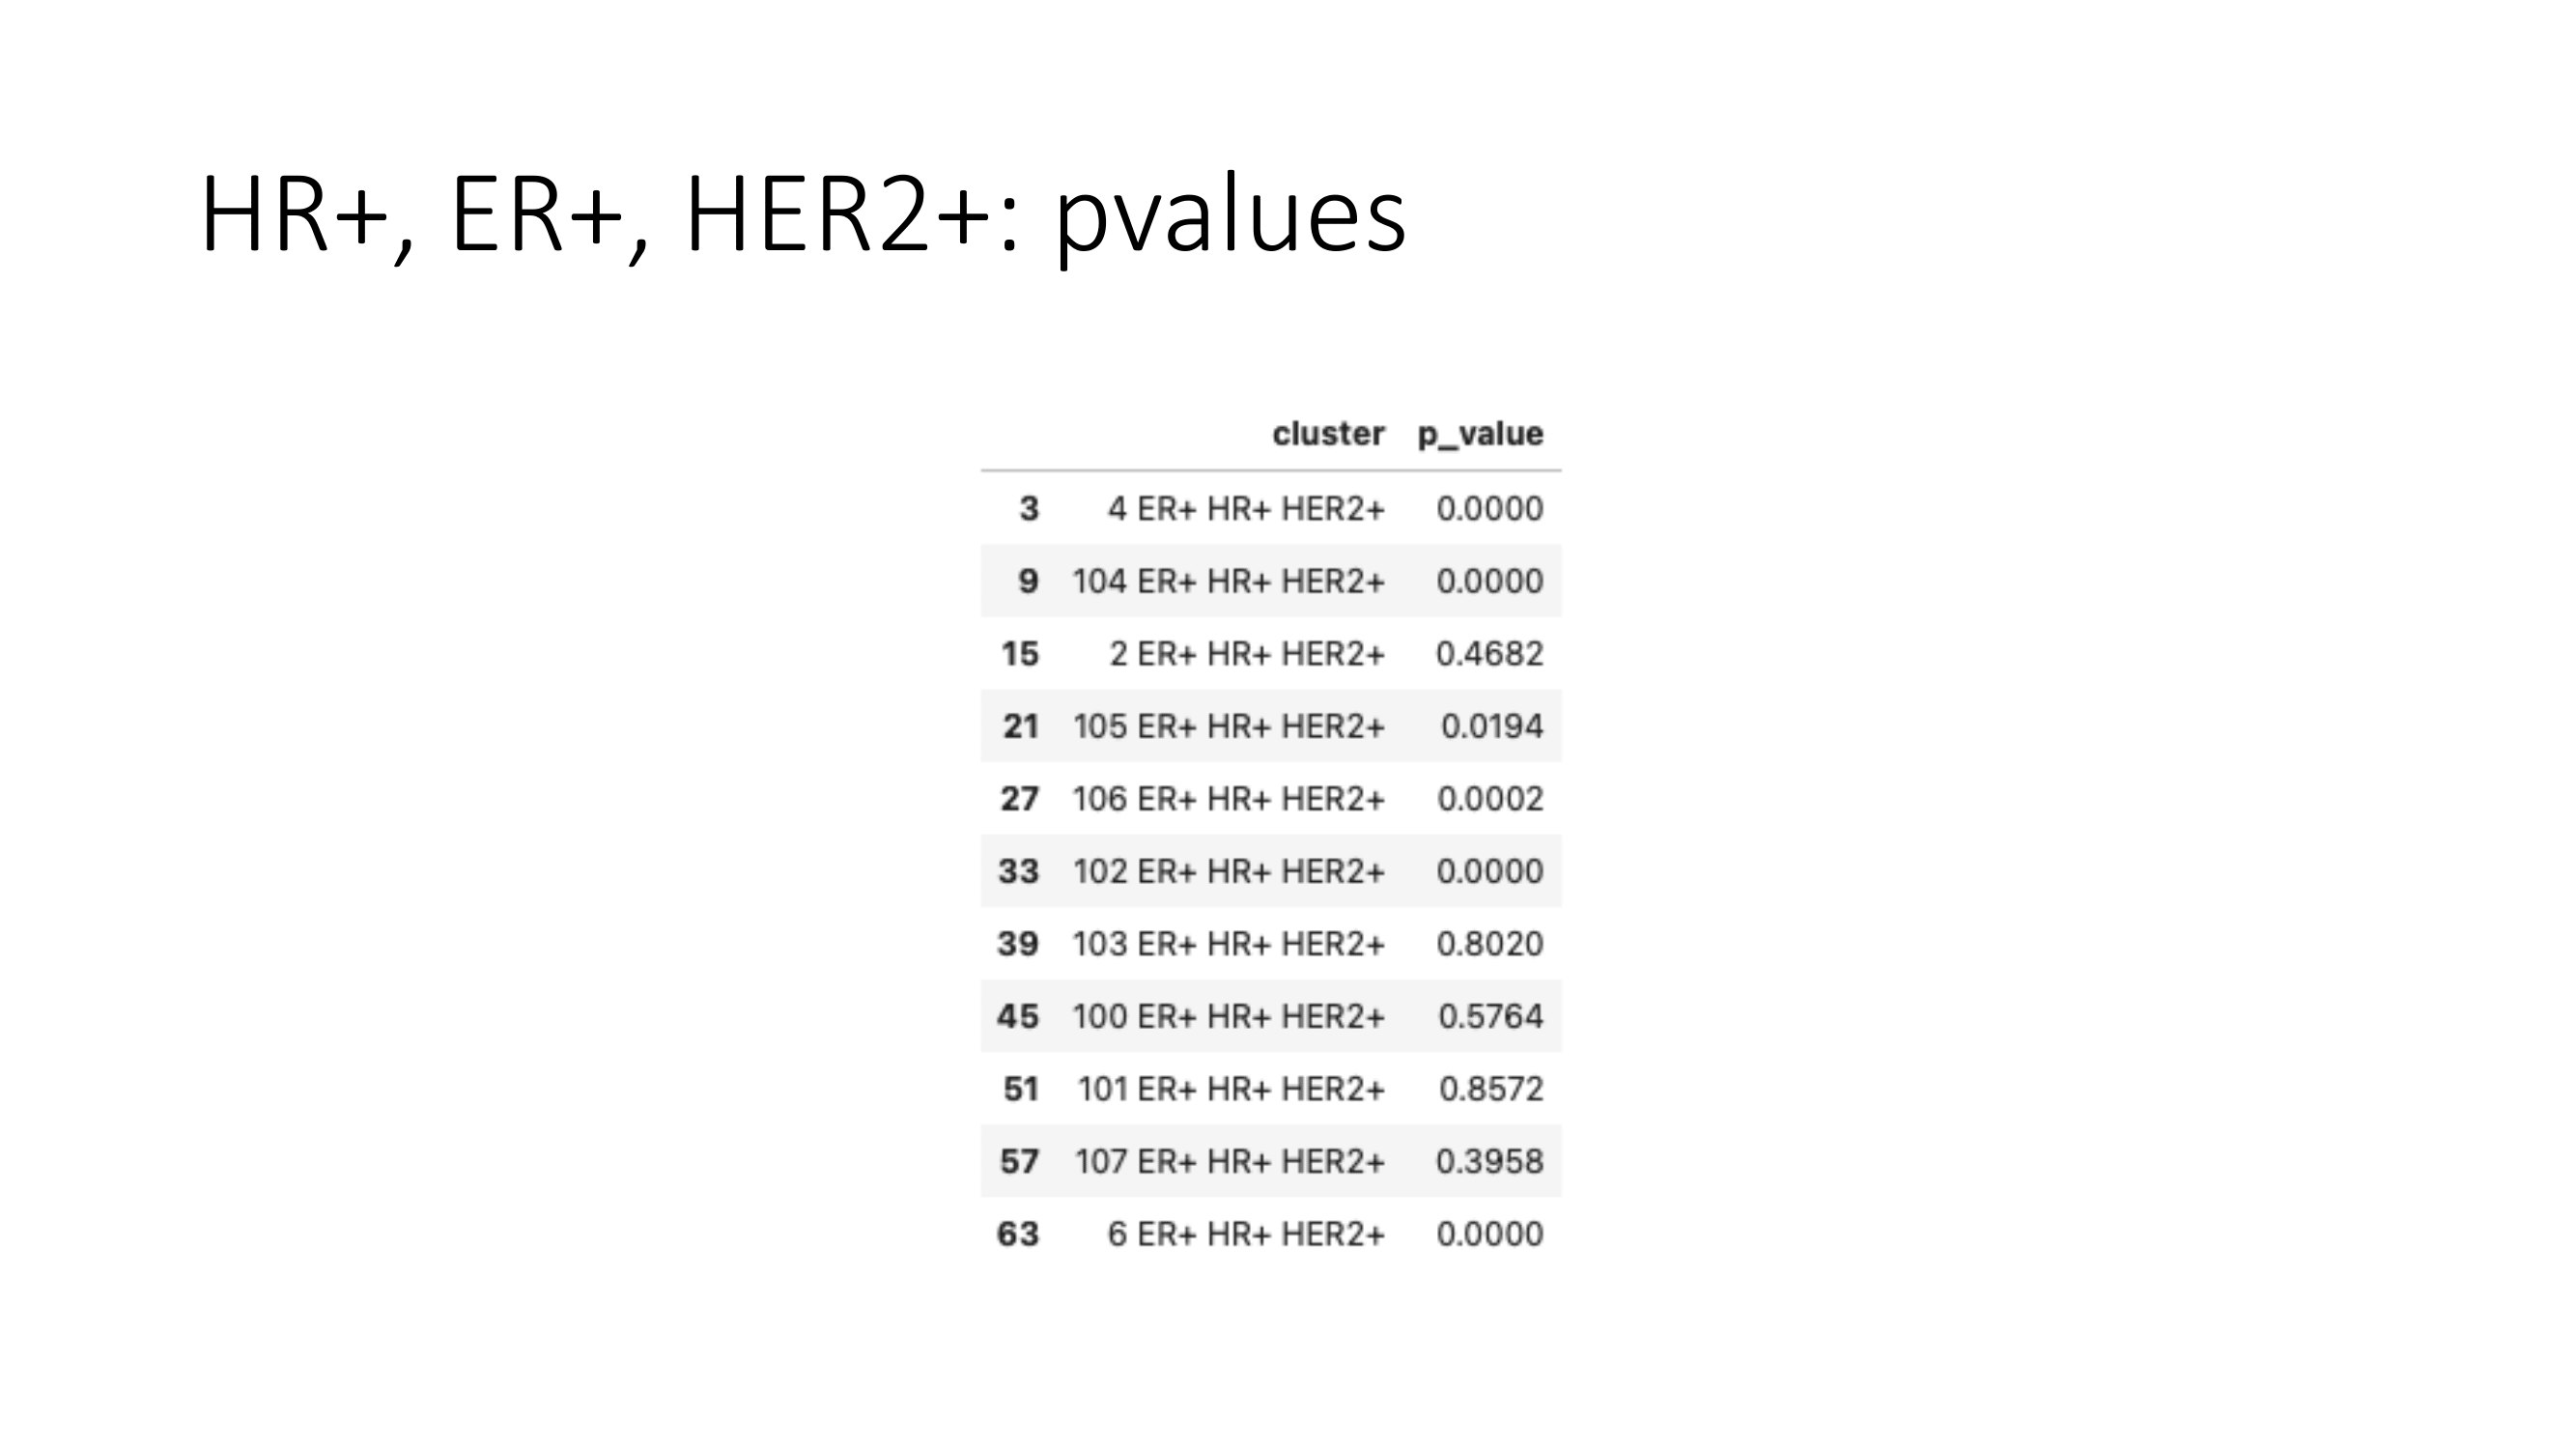 HR+, ER+, HER2+: pvalues
cluster p_value
3 4 ER+ HR+ HER2+ 0.0000
9 104 ER+ HR+ HER2+ 0.0000
15 2 ER+ HR+ HER2+ 0.4682
21 105 ER+ HR+ HER2+ 0.0194
27 106 ER+ HR+ HER2+ 0.0002
33 102 ER+ HR+ HER2+ 0.0000
39 103 ER+ HR+ HER2+ 0.8020
45 100 ER+ HR+ HER2+ 0.5764
51 101 ER+ HR+ HER2+ 0.8572
57 107 ER+ HR+ HER2+ 0.3958
63 6 ER+ HR+ HER2+ 0.0000